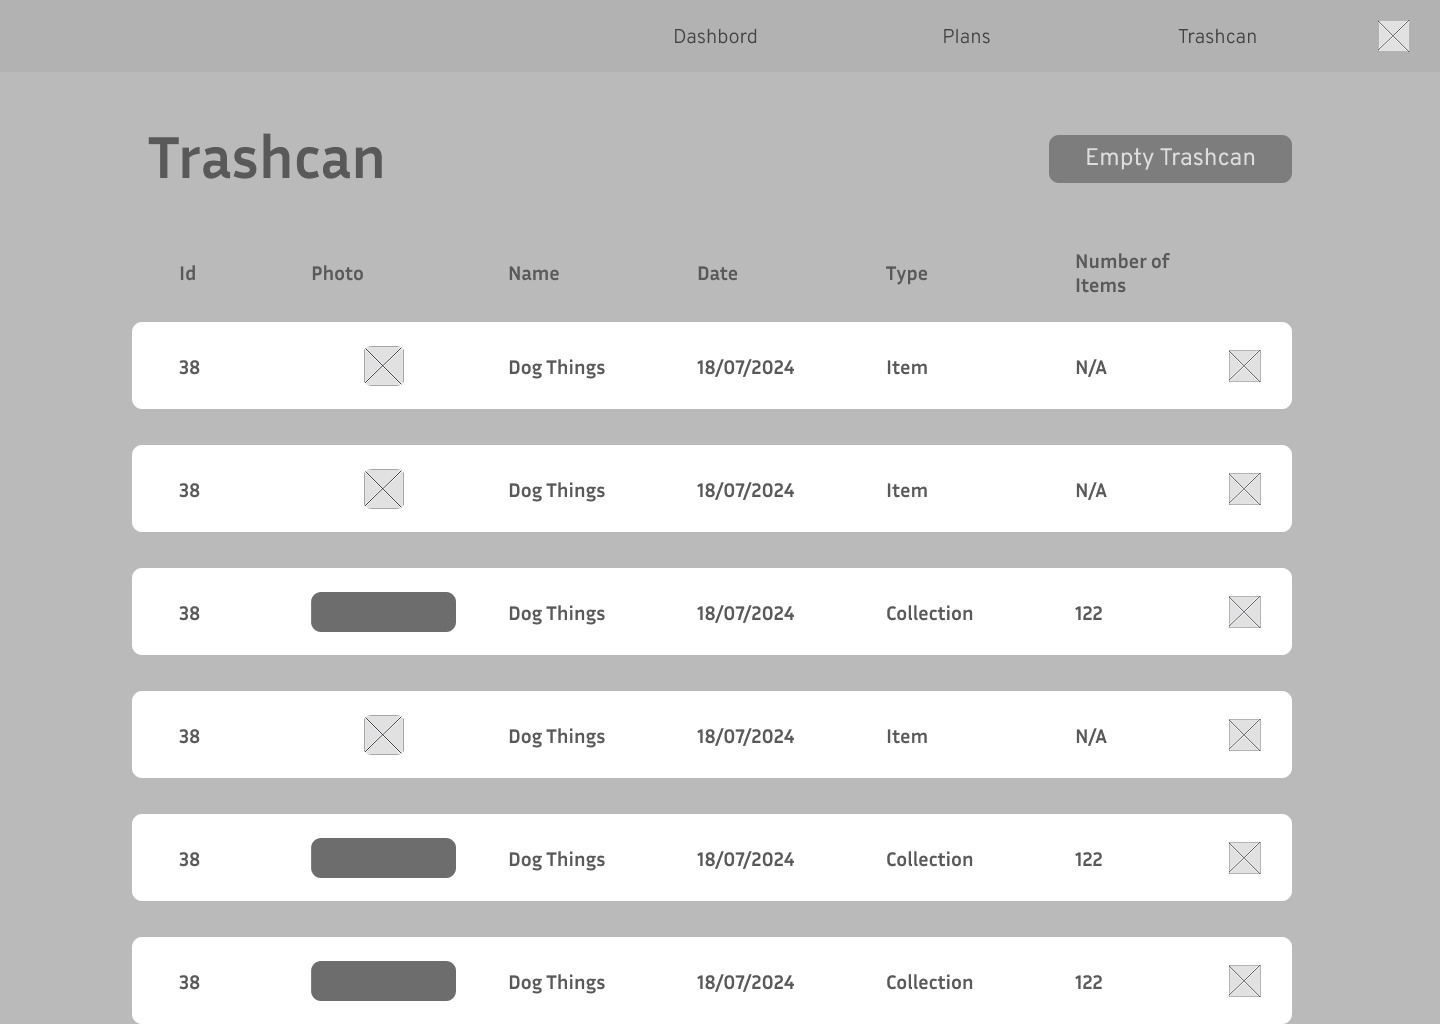 Dashbord Plans Trashcan
Trashcan
Empty Trashcan
Id Photo Name Date Type Number of
Items
38 Dog Things 18/07/2024 Item N/A
38 Dog Things 18/07/2024 Item N/A
38 Dog Things 18/07/2024 Collection 122
38 Dog Things 18/07/2024 Item N/A
38 Dog Things 18/07/2024 Collection 122
38 Dog Things 18/07/2024 Collection 122